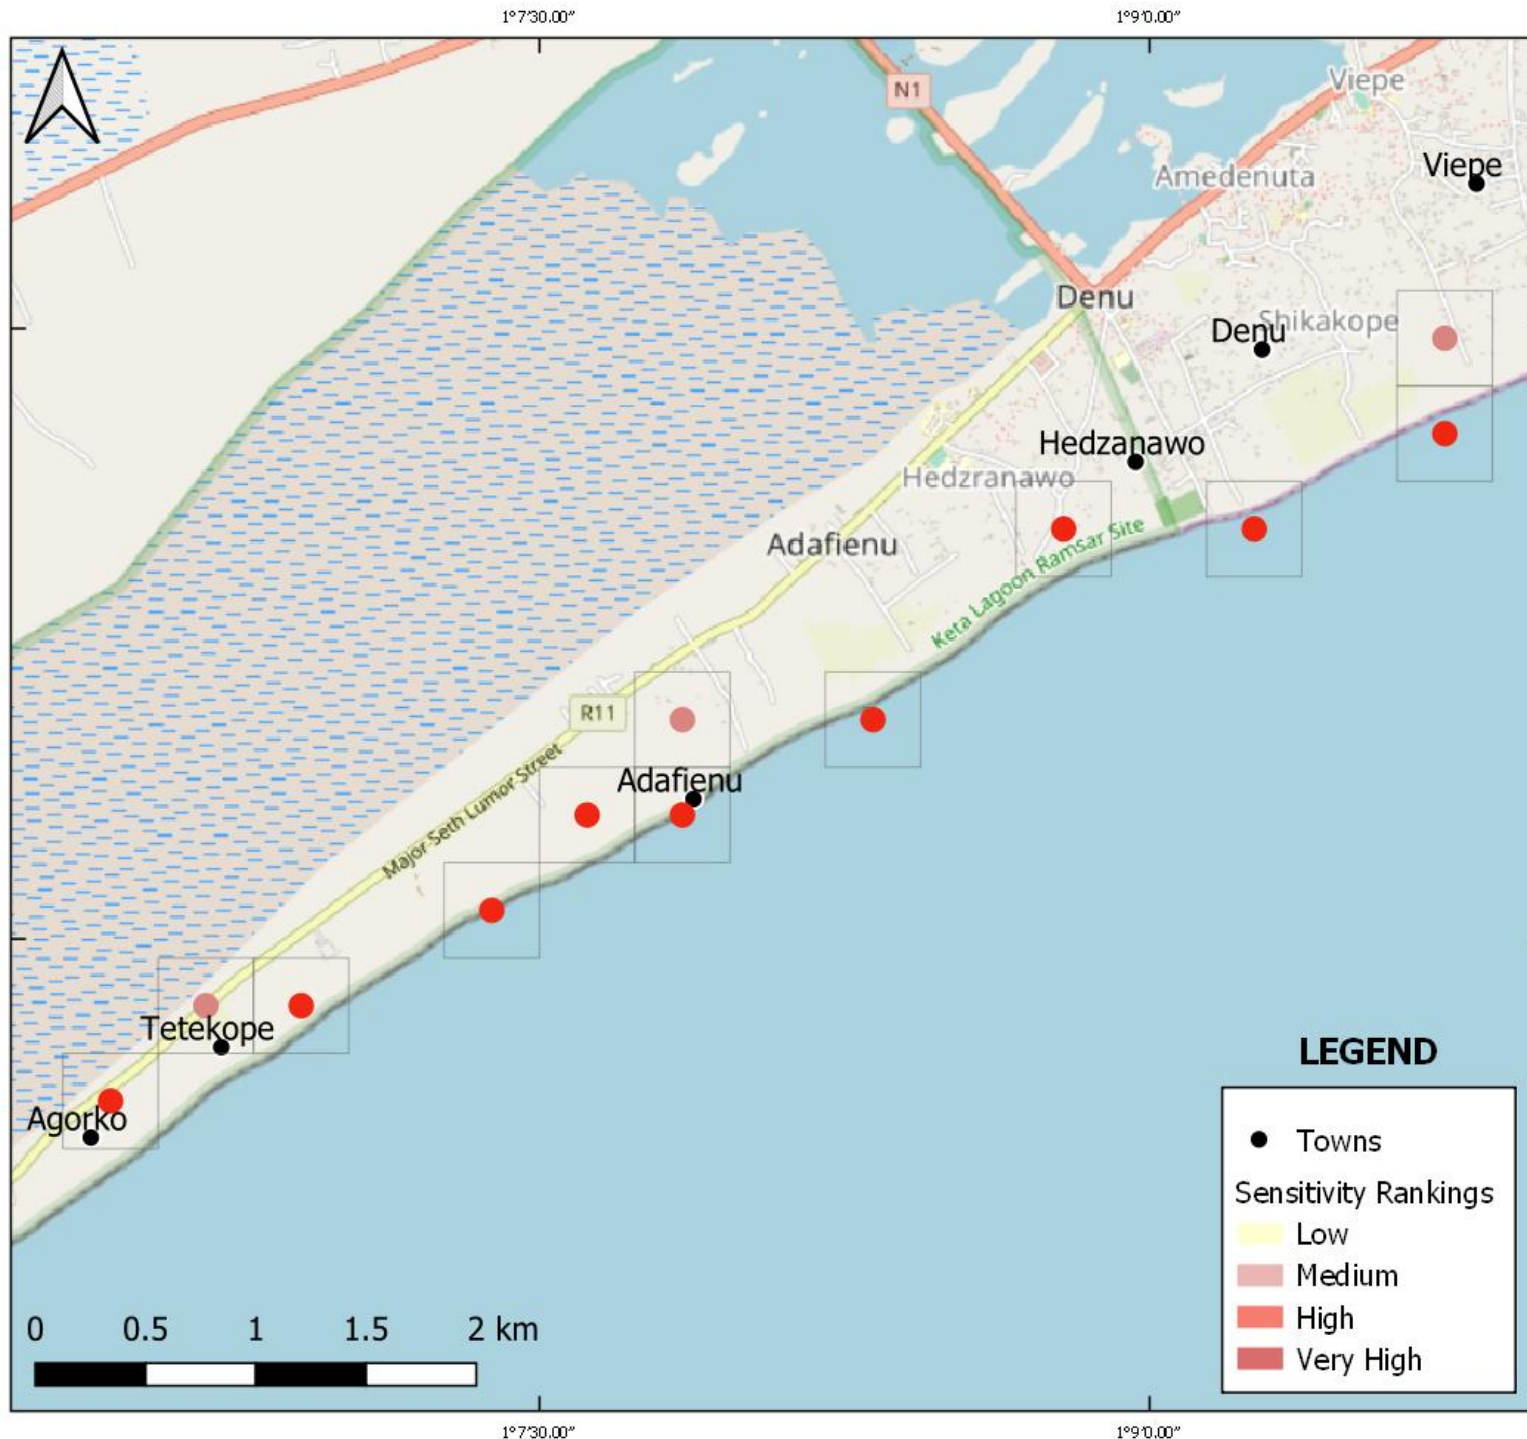 1°7'30.00"
1°9'0.00"
N1
Viepe
Viepe
Amedenuta
Denu
Shikakope
Denu
Hedzanawo
Hedzranawo
Adafienu
Keta Lagoon Ramsar Site
R11
Major Seth Lumor Street
Adafienu
Tetekope
Agorko
LEGEND
Towns
Sensitivity Rankings
Low
Medium
High
Very High
0 0.5 1 1.5 2 km
1°7'30.00"
1°9'0.00"